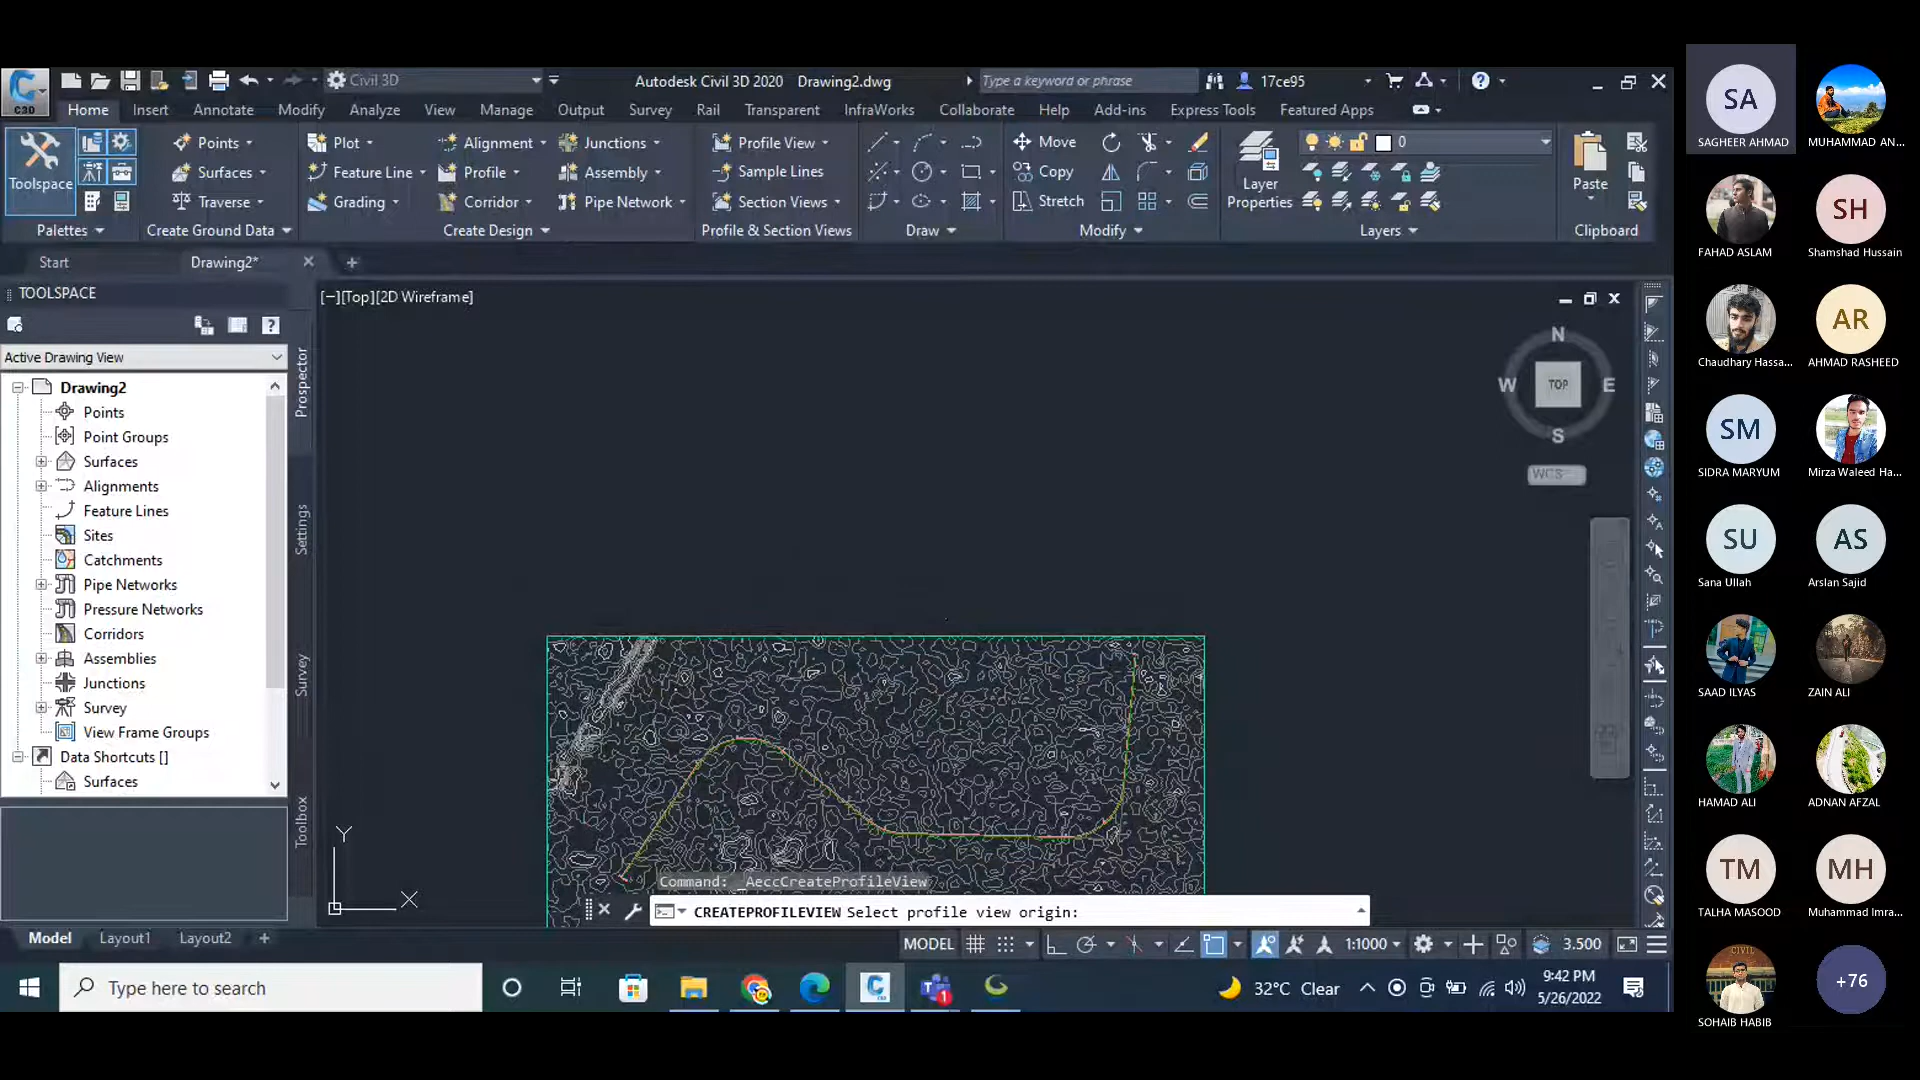 Civil 3D
Autodesk Civil 3D 2020 Drawing2.dwg
Type a keyword or phrase
17ce95
C3D
Home Insert Annotate Modify Analyze View Manage Output Survey Rail Transparent InfraWorks Collaborate Help Add-ins Express Tools Featured Apps
Toolspace
Points
Surfaces
Traverse
Plot
Feature Line
Grading
Alignment
Profile
Corridor
Junctions
Assembly
Pipe Network
Profile View
Sample Lines
Section Views
Move
Copy
Stretch
Layer
Properties
0
Paste
Palettes
Create Ground Data
Create Design
Profile & Section Views
Draw
Modify
Layers
Clipboard
Start
Drawing2*
TOOLSPACE
Active Drawing View
Drawing2
Points
Point Groups
Surfaces
Alignments
Feature Lines
Sites
Catchments
Pipe Networks
Pressure Networks
Corridors
Assemblies
Junctions
Survey
View Frame Groups
Data Shortcuts []
Surfaces
Prospector
Settings
Survey
Toolbox
[−][Top][2D Wireframe]
N
W
TOP
E
S
WCS
Y
X
Command: _AeccCreateProfileView
CREATEPROFILEVIEW Select profile view origin:
Model Layout1 Layout2
MODEL
1:1000
3.500
Type here to search
1
32°C Clear
9:42 PM
5/26/2022
SA
SAGHEER AHMAD
MUHAMMAD AN...
FAHAD ASLAM
SH
Shamshad Hussain
Chaudhary Hassa...
AR
AHMAD RASHEED
SM
SIDRA MARYUM
Mirza Waleed Ha...
SU
Sana Ullah
AS
Arslan Sajid
SAAD ILYAS
ZAIN ALI
HAMAD ALI
ADNAN AFZAL
TM
TALHA MASOOD
MH
Muhammad Imra...
CIVIL
SOHAIB HABIB
+76